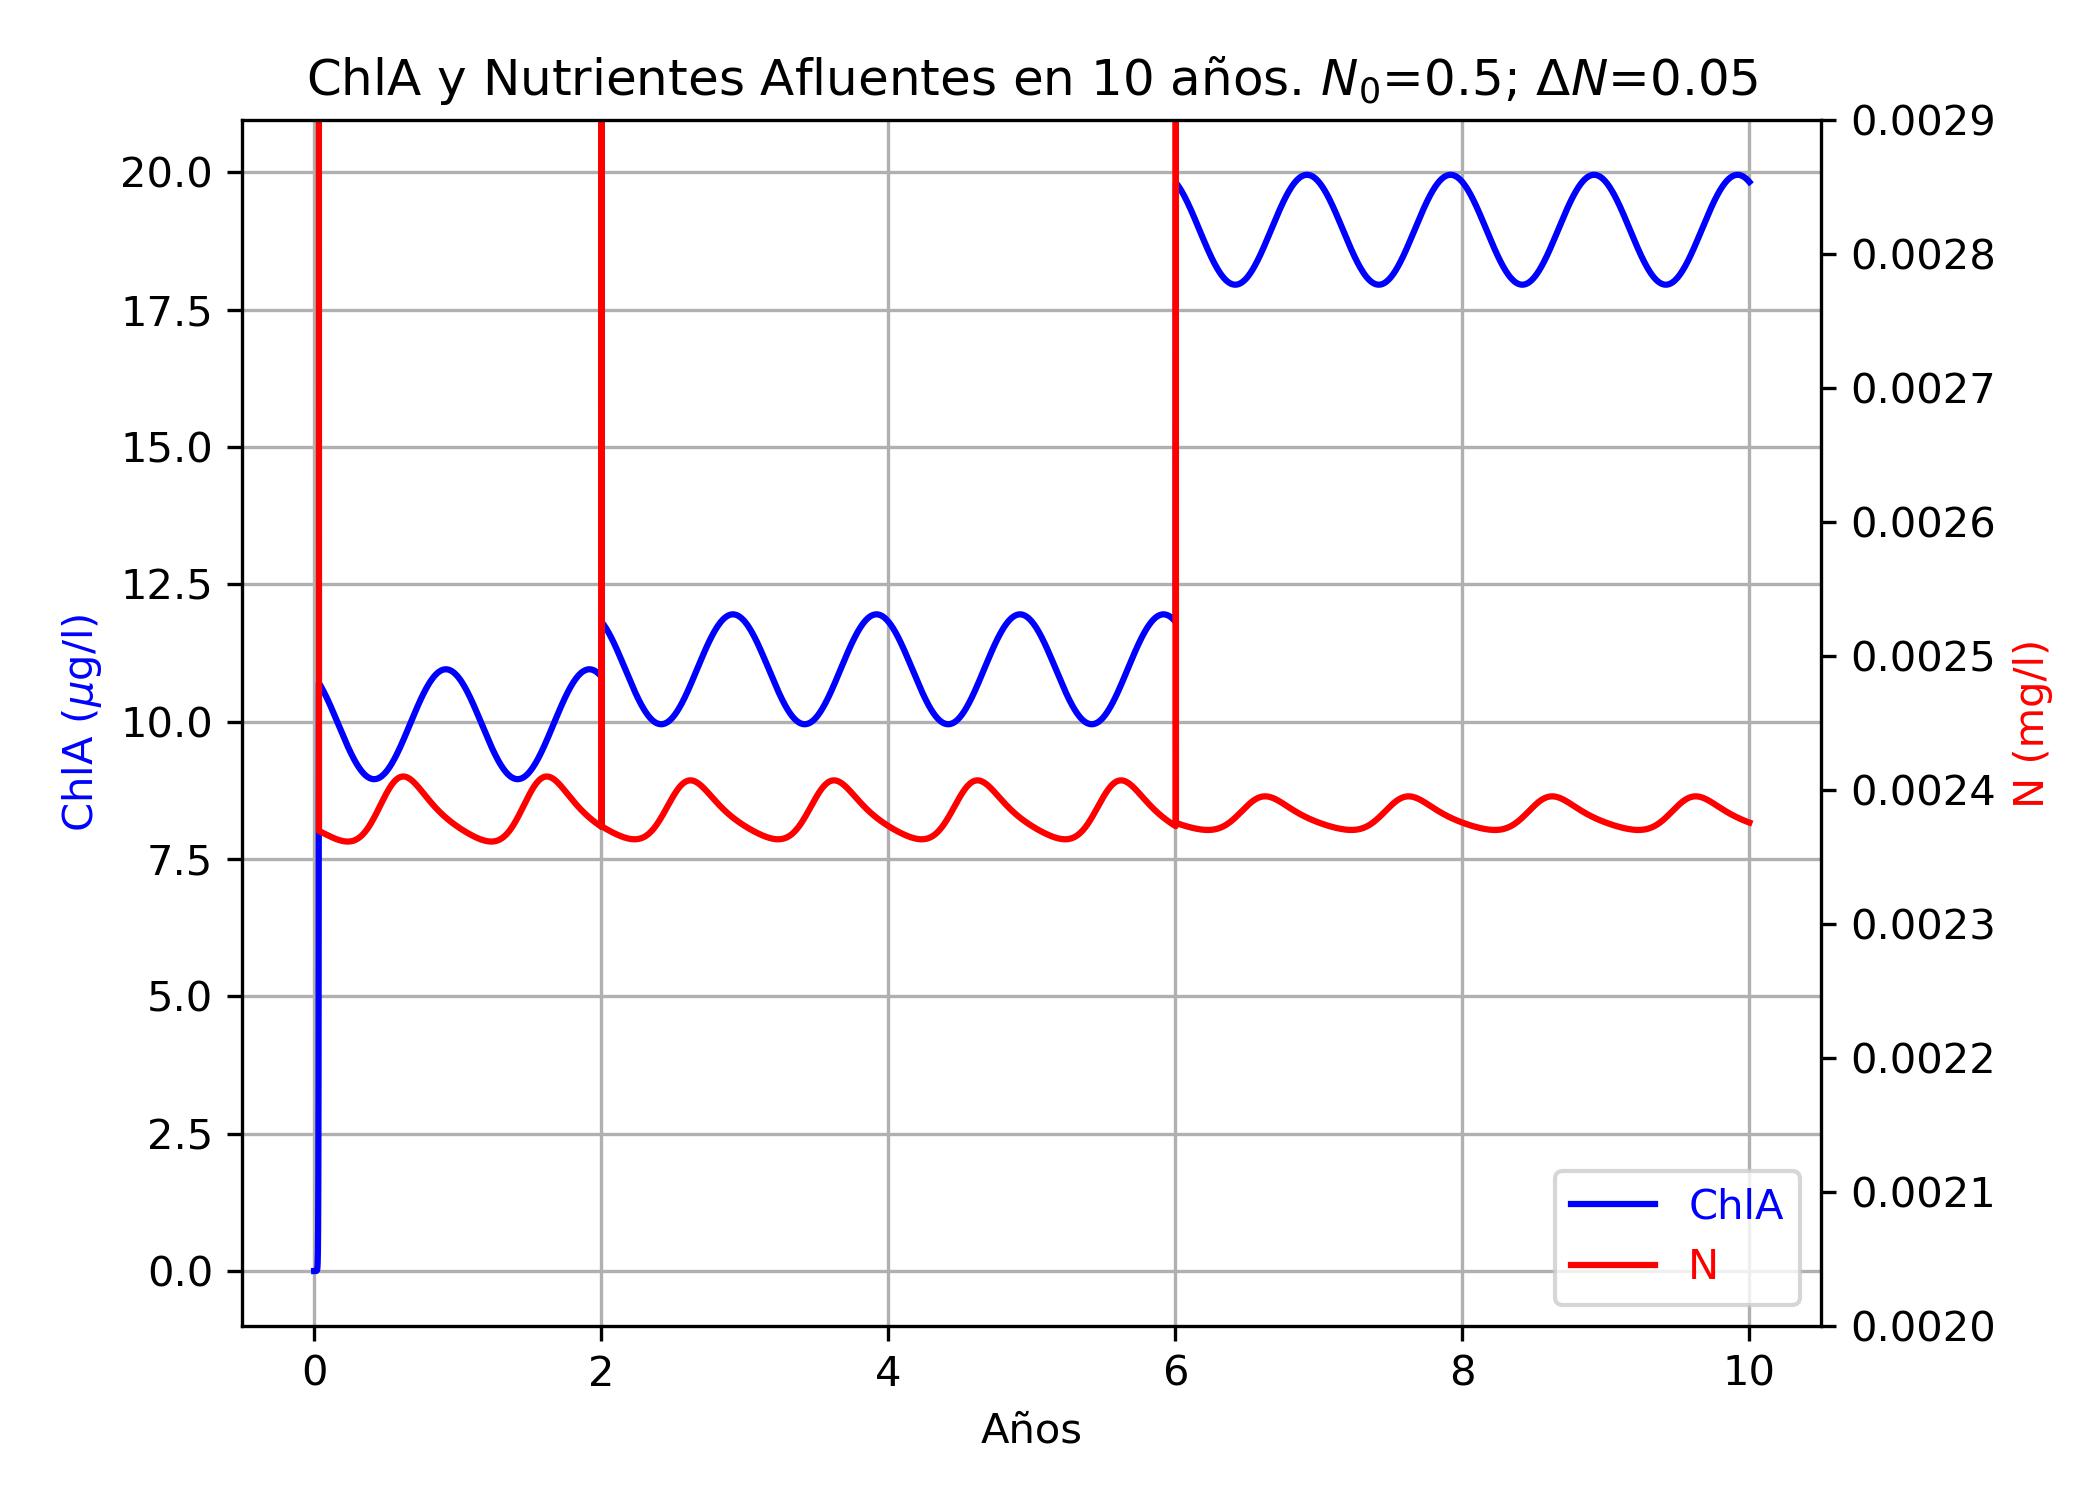 ChlA y Nutrientes Afluentes en 10 años. N₀=0.5; ΔN=0.05
ChlA (μg/l)
20.0
17.5
15.0
12.5
10.0
7.5
5.0
2.5
0.0
0.0029
0.0028
0.0027
0.0026
0.0025
0.0024
0.0023
0.0022
0.0021
0.0020
N (mg/l)
ChlA
N
0 2 4 6 8 10
Años